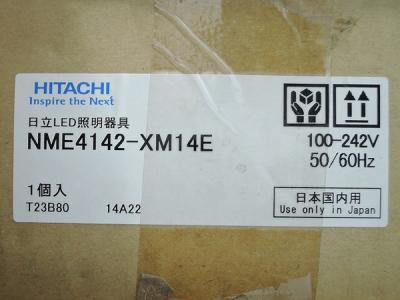 HITACHI
Inspire the Next
日立LED照明器具
NME4142-XM14E
100-242V
50/60Hz
1個入
T23B80 14A22
日本国内用
Use only in Japan